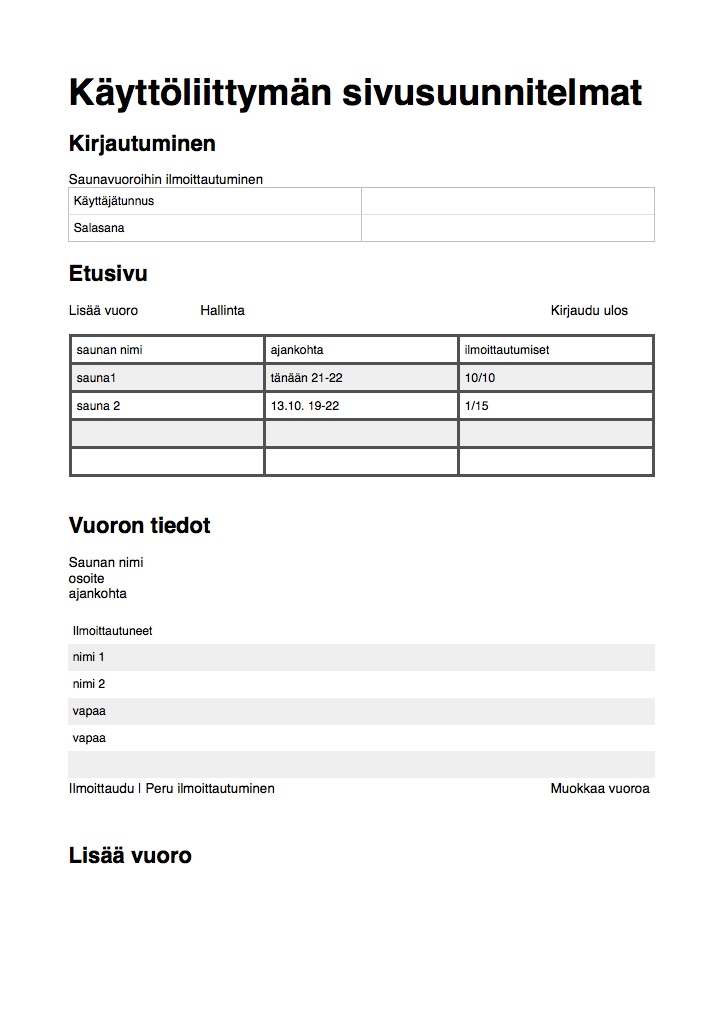 Käyttöliittymän sivusuunnitelmat
Kirjautuminen
Saunavuoroihin ilmoittautuminen
Käyttäjätunnus
Salasana
Etusivu
Lisää vuoro Hallinta Kirjaudu ulos
saunan nimi ajankohta ilmoittautumiset
sauna1 tänään 21-22 10/10
sauna 2 13.10. 19-22 1/15
Vuoron tiedot
Saunan nimi
osoite
ajankohta
Ilmoittautuneet
nimi 1
nimi 2
vapaa
vapaa
Ilmoittaudu | Peru ilmoittautuminen Muokkaa vuoroa
Lisää vuoro